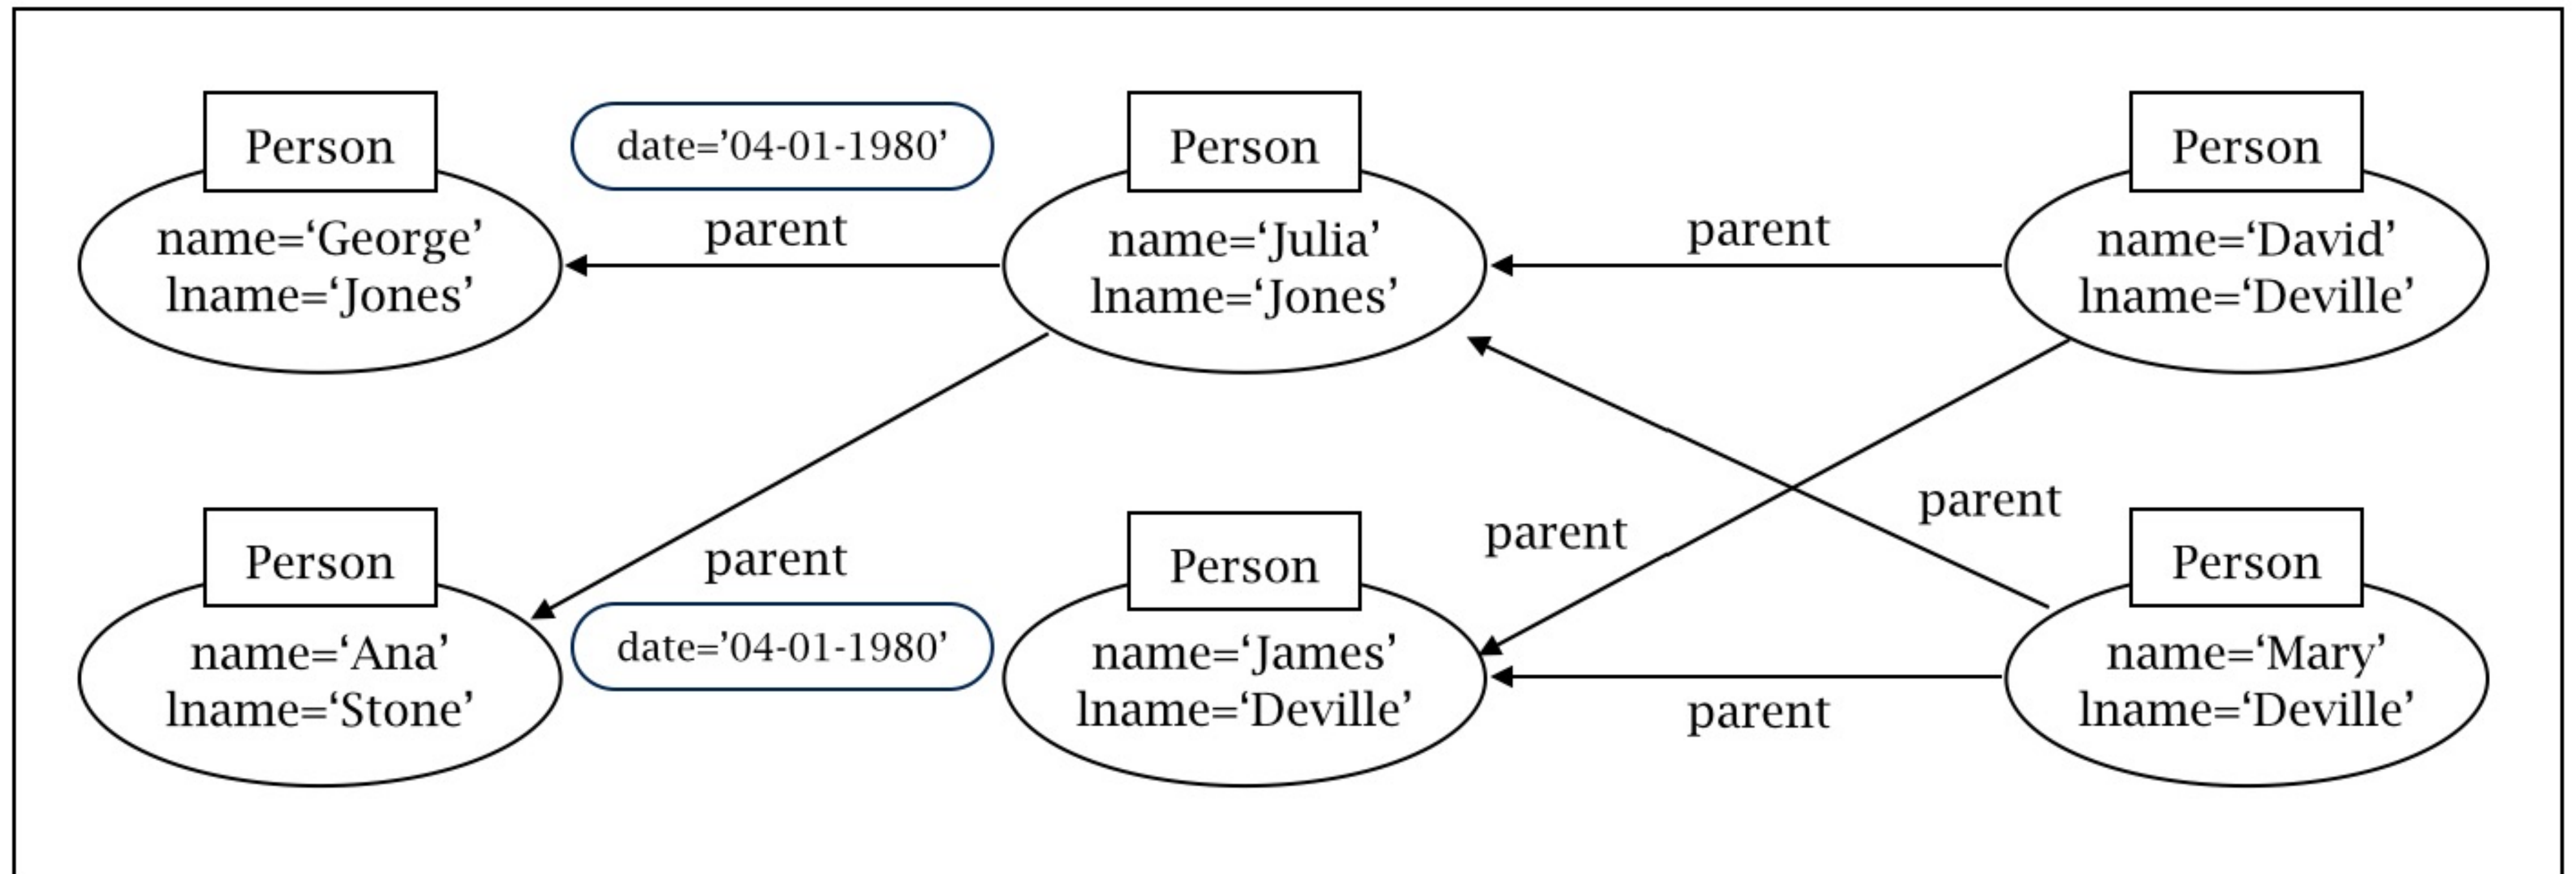 Person
date=’04-01-1980’
Person
Person
name=‘George’
lname=‘Jones’
parent
name=‘Julia’
lname=‘Jones’
parent
name=‘David’
lname=‘Deville’
parent
parent
Person
parent
date=’04-01-1980’
Person
Person
name=‘Ana’
lname=‘Stone’
name=‘James’
lname=‘Deville’
parent
name=‘Mary’
lname=‘Deville’